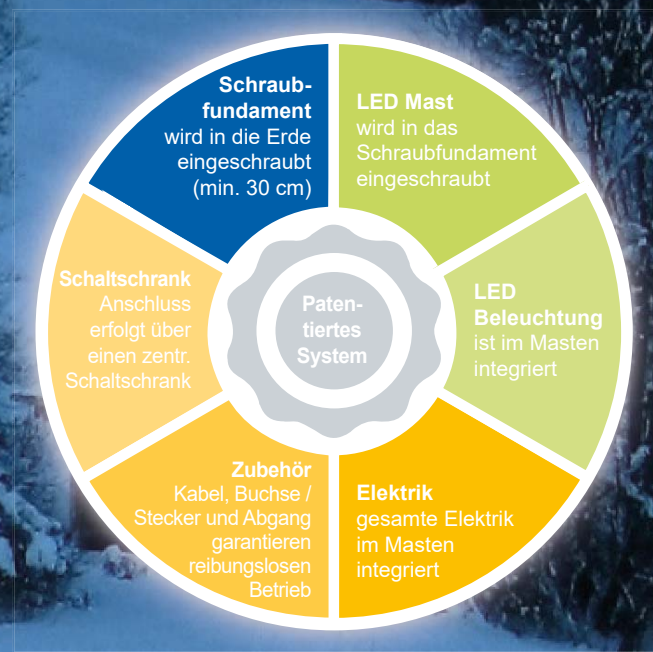 Schraub-
fundament
wird in die Erde
eingeschraubt
(min. 30 cm)
LED Mast
wird in das
Schraubfundament
eingeschraubt
LED
Beleuchtung
ist im Masten
integriert
Elektrik
gesamte Elektrik
im Masten
integriert
Zubehör
Kabel, Buchse /
Stecker und Abgang
garantieren
reibungslosen
Betrieb
Schaltschrank
Anschluss
erfolgt über
einen zentr.
Schaltschrank
Paten-
tiertes
System